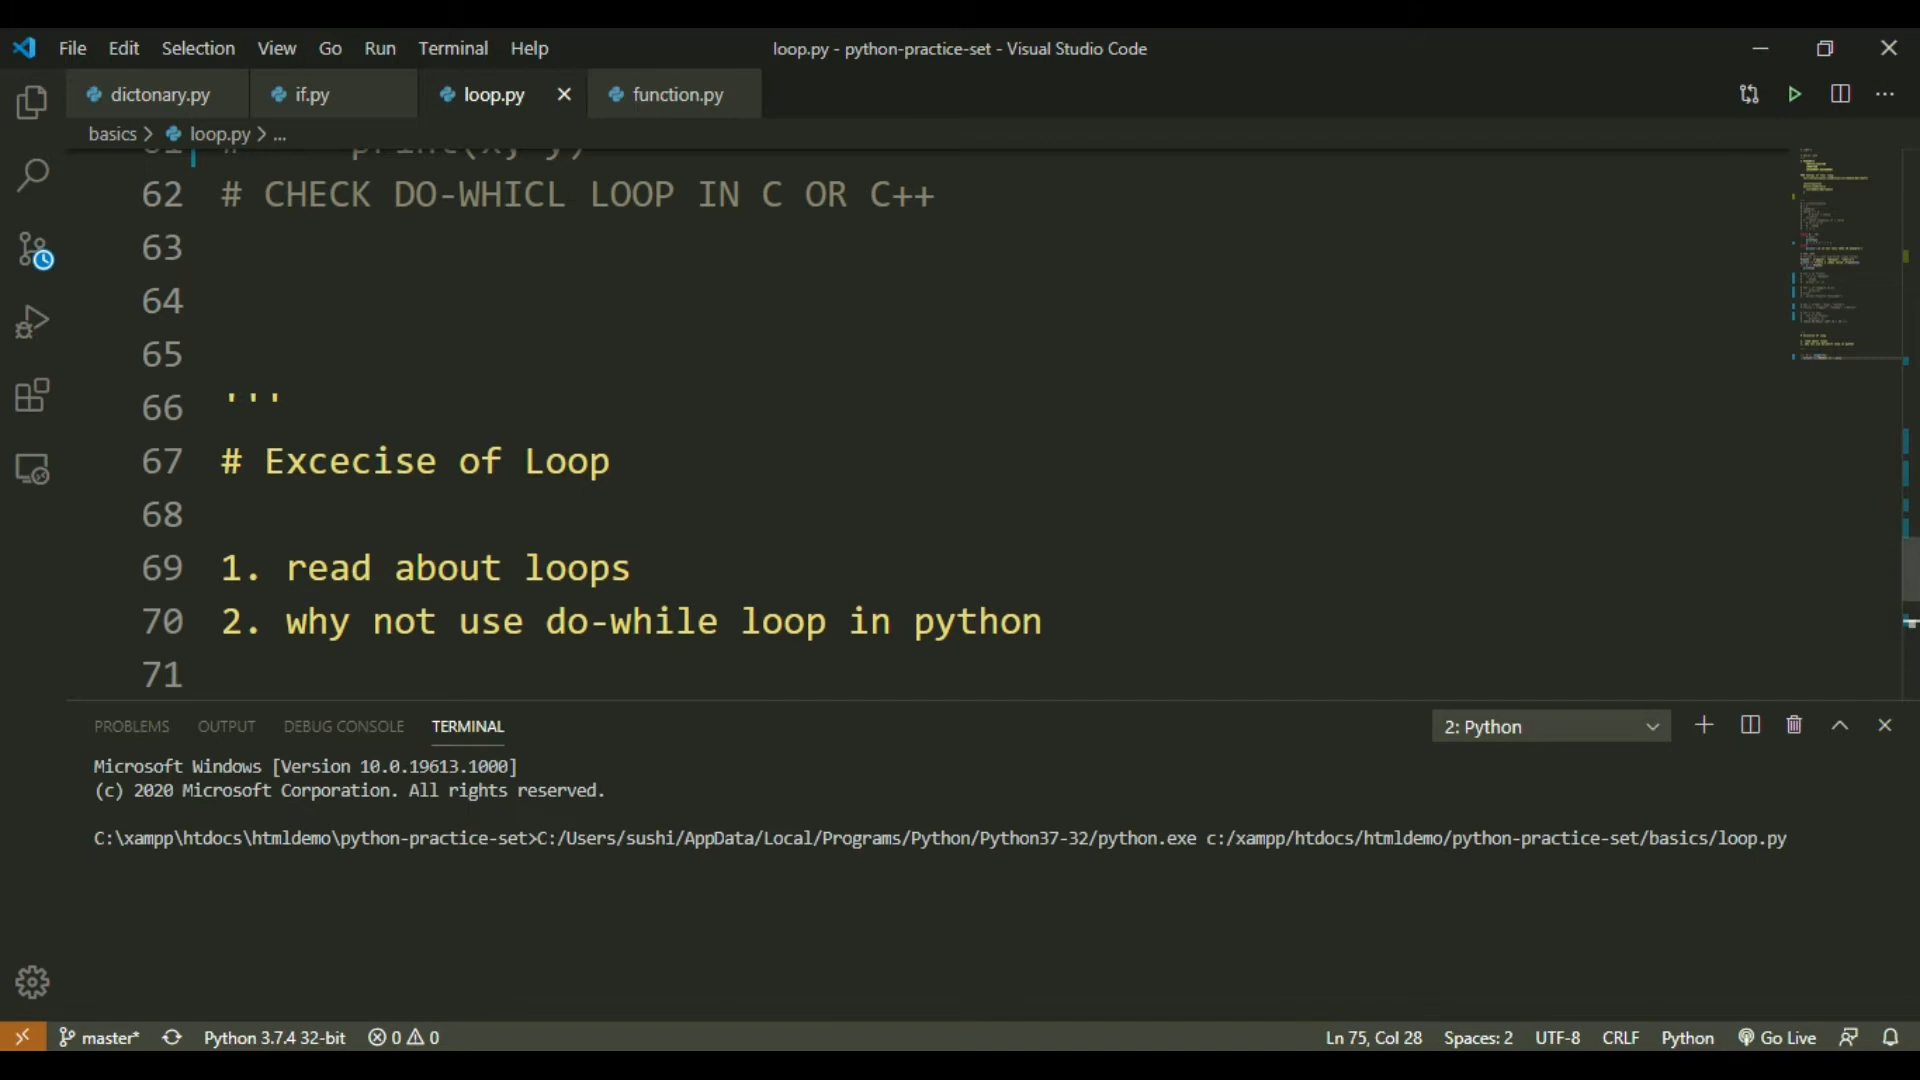 File Edit Selection View Go Run Terminal Help
loop.py - python-practice-set - Visual Studio Code
dictonary.py if.py loop.py function.py
basics > loop.py > ...
62 # CHECK DO-WHICL LOOP IN C OR C++
63
64
65
66 '''
67 # Excecise of Loop
68
69 1. read about loops
70 2. why not use do-while loop in python
71
PROBLEMS OUTPUT DEBUG CONSOLE TERMINAL
2: Python
Microsoft Windows [Version 10.0.19613.1000]
(c) 2020 Microsoft Corporation. All rights reserved.
C:\xampp\htdocs\htmldemo\python-practice-set>C:/Users/sushi/AppData/Local/Programs/Python/Python37-32/python.exe c:/xampp/htdocs/htmldemo/python-practice-set/basics/loop.py
master* Python 3.7.4 32-bit 0 0 Ln 75, Col 28 Spaces: 2 UTF-8 CRLF Python Go Live